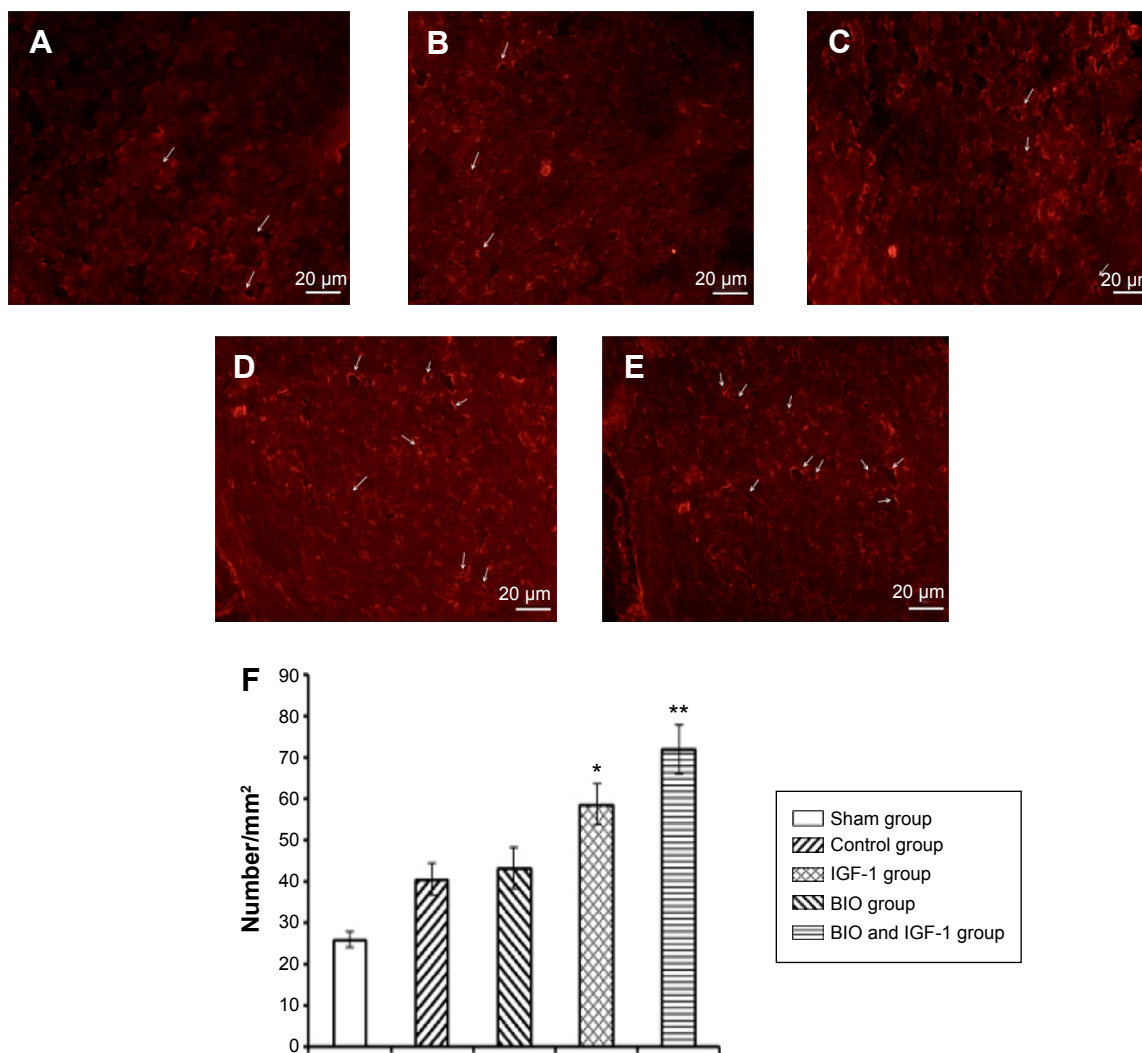 A
B
C
20 µm
20 µm
20 µm
D
E
20 µm
20 µm
F
90
80
70
60
50
40
30
20
10
0
Number/mm²
*
**
Sham group
Control group
IGF-1 group
BIO group
BIO and IGF-1 group